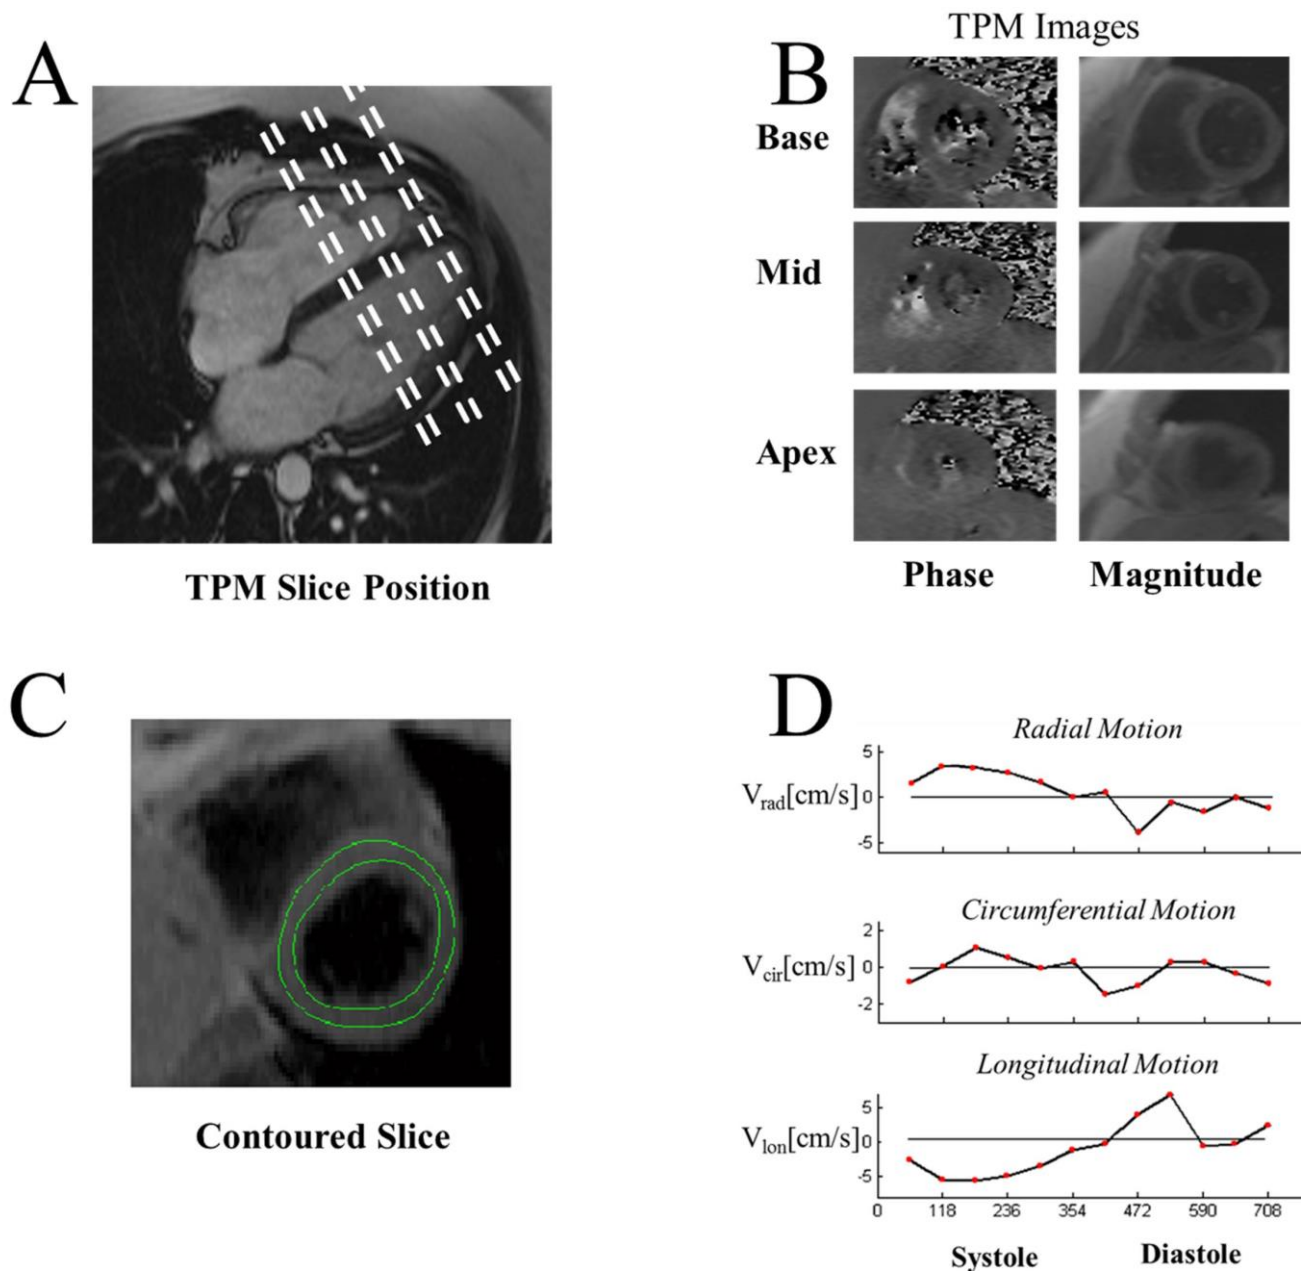 A
TPM Slice Position
TPM Images
B
Base
Mid
Apex
Phase Magnitude
C
Contoured Slice
D
Radial Motion
5
V_rad[cm/s] 0
-5
Circumferential Motion
2
V_cir[cm/s] 0
-2
Longitudinal Motion
5
V_lon[cm/s] 0
-5
0 118 236 354 472 590 708
Systole Diastole